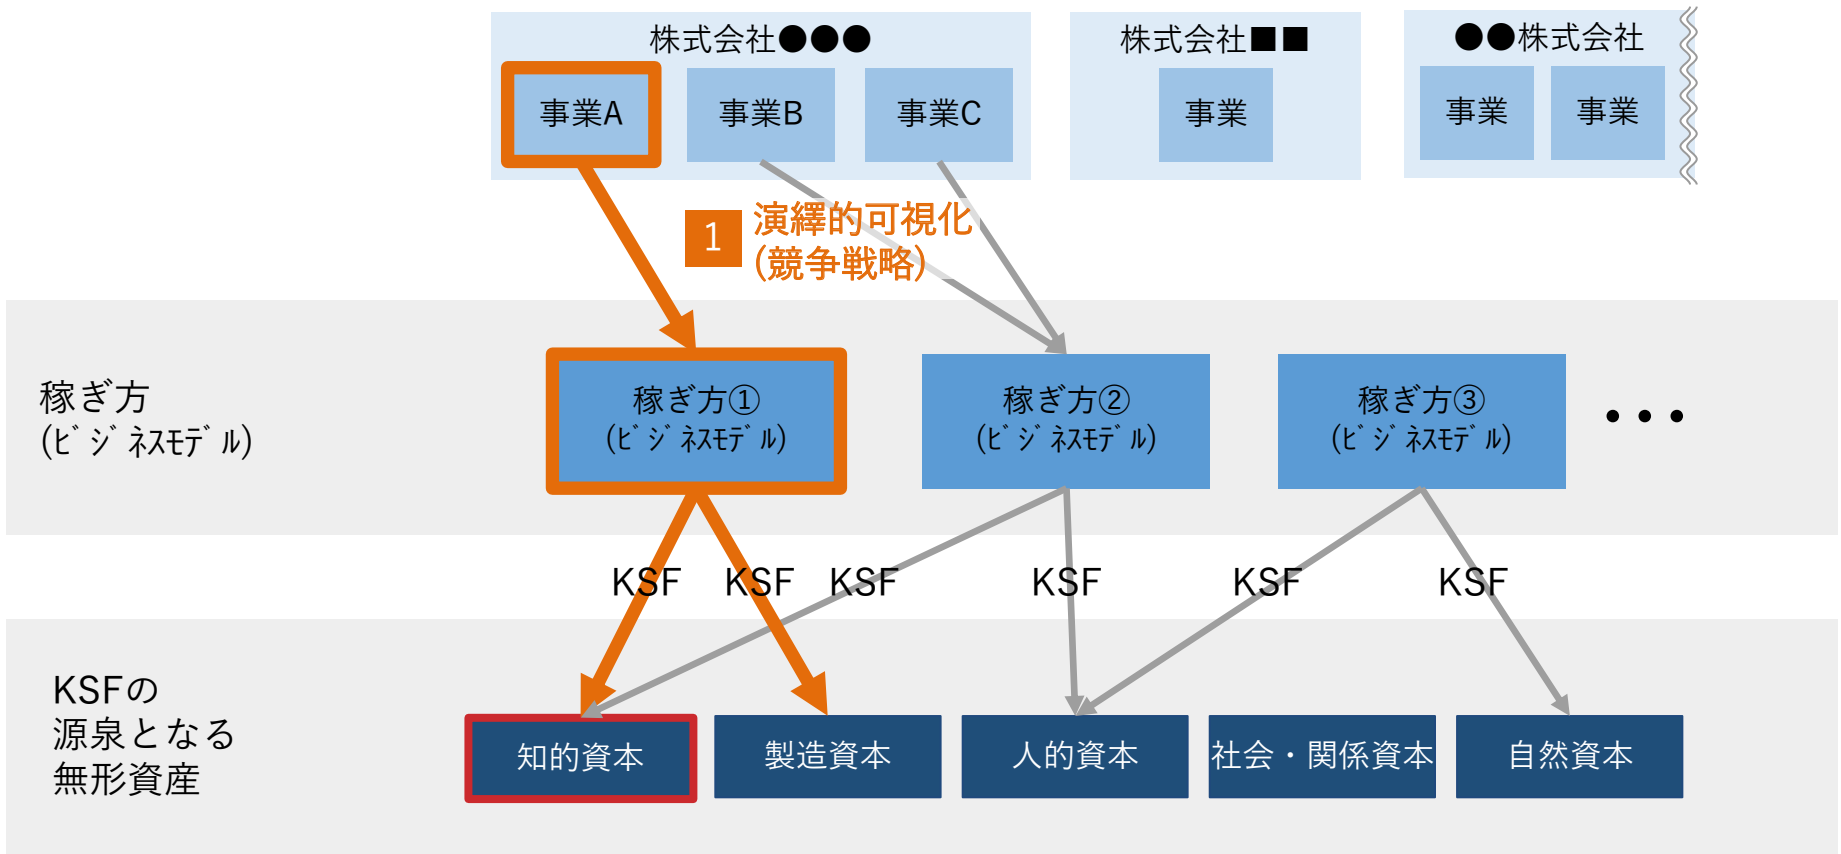 株式会社●●●
株式会社■■
●●株式会社
事業A
事業B
事業C
事業
事業
事業
1
演繹的可視化
(競争戦略)
稼ぎ方
(ﾋﾞｼﾞﾈｽﾓﾃﾞﾙ)
稼ぎ方①
(ﾋﾞｼﾞﾈｽﾓﾃﾞﾙ)
稼ぎ方②
(ﾋﾞｼﾞﾈｽﾓﾃﾞﾙ)
稼ぎ方③
(ﾋﾞｼﾞﾈｽﾓﾃﾞﾙ)
・・・
KSF
KSF
KSF
KSF
KSF
KSF
KSFの
源泉となる
無形資産
知的資本
製造資本
人的資本
社会・関係資本
自然資本